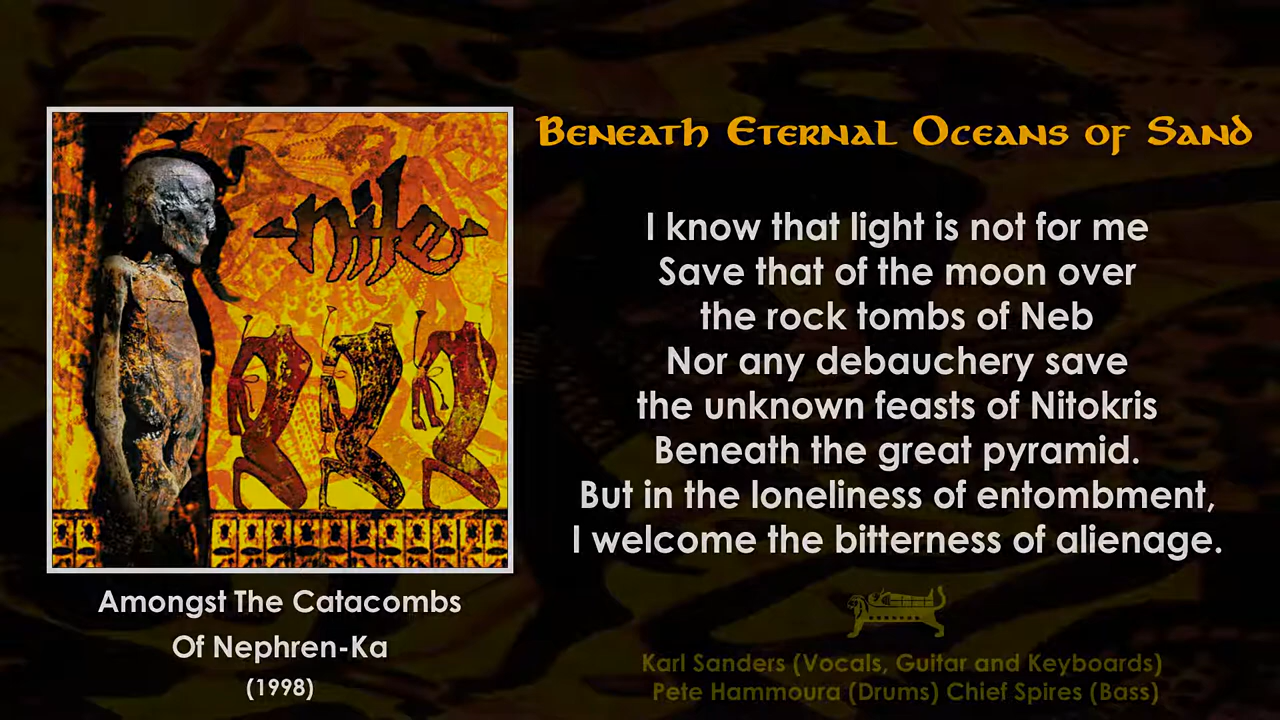 nile
Amongst The Catacombs
Of Nephren-Ka
(1998)
Beneath Eternal Oceans of Sand
I know that light is not for me
Save that of the moon over
the rock tombs of Neb
Nor any debauchery save
the unknown feasts of Nitokris
Beneath the great pyramid.
But in the loneliness of entombment,
I welcome the bitterness of alienage.
Karl Sanders (Vocals, Guitar and Keyboards)
Pete Hammoura (Drums) Chief Spires (Bass)